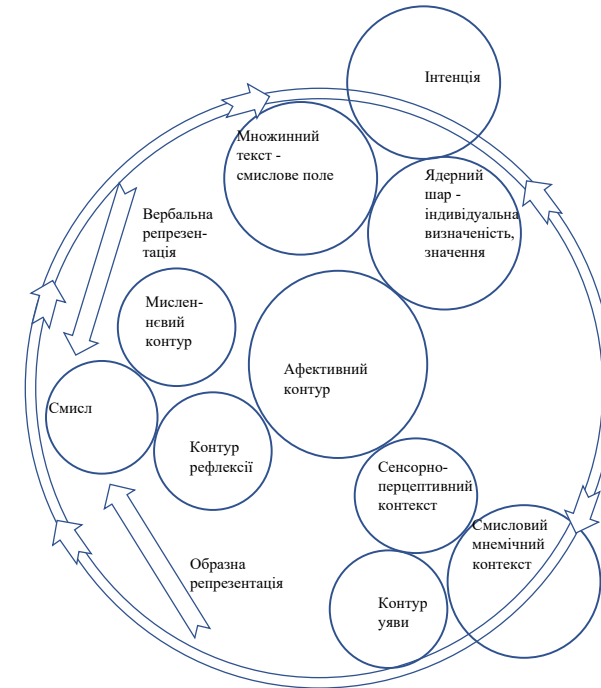 Інтенція
Множинний
текст -
смислове поле
Ядерний
шар -
індивідуальна
визначеність,
значення
Вербальна
репрезен-
тація
Мислен-
нєвий
контур
Афективний
контур
Смисл
Контур
рефлексії
Сенсорно-
перцептивний
контекст
Смисловий
мнемічний
контекст
Образна
репрезентація
Контур
уяви